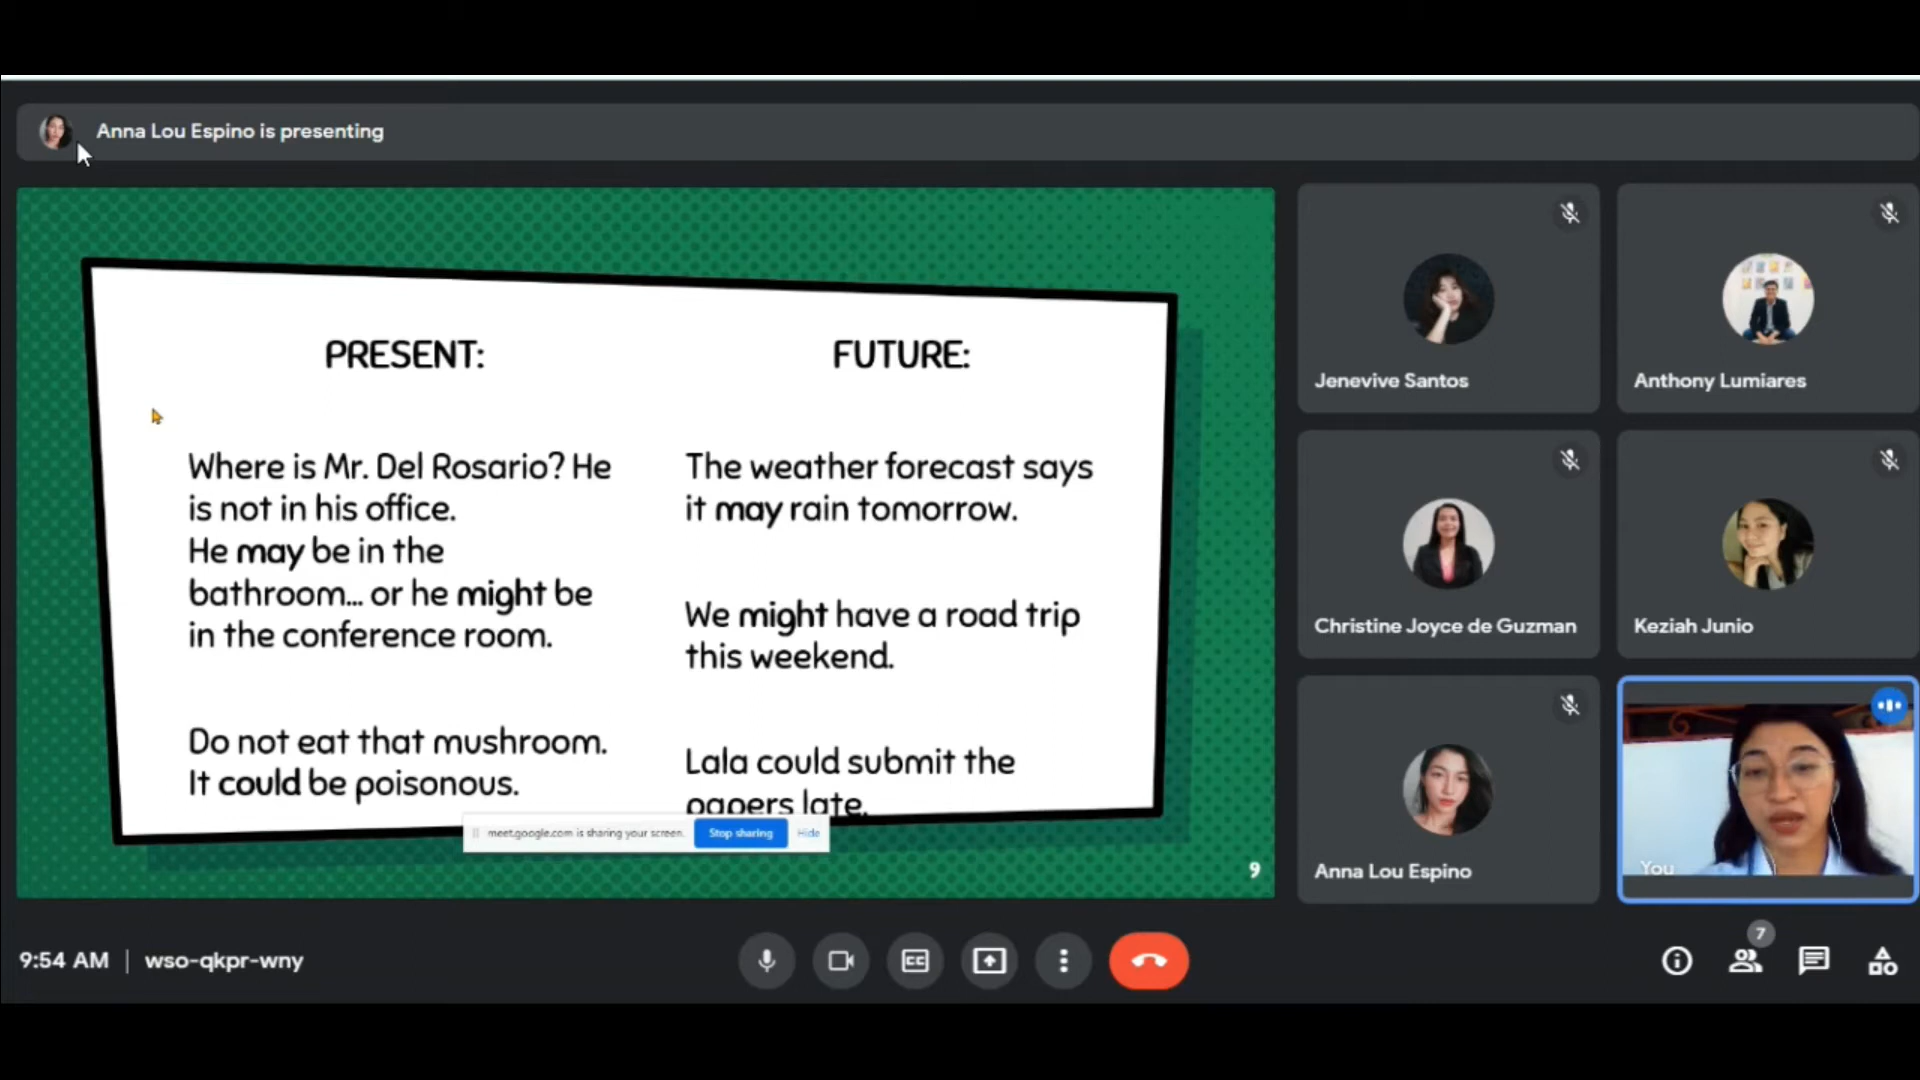 Anna Lou Espino is presenting
PRESENT:
Where is Mr. Del Rosario? He
is not in his office.
He may be in the
bathroom... or he might be
in the conference room.
Do not eat that mushroom.
It could be poisonous.
FUTURE:
The weather forecast says
it may rain tomorrow.
We might have a road trip
this weekend.
Lala could submit the
papers late.
meet.google.com is sharing your screen.
Stop sharing
Hide
9
Jenevive Santos
Anthony Lumiares
Christine Joyce de Guzman
Keziah Junio
Anna Lou Espino
You
9:54 AM | wso-qkpr-wny
CC
7